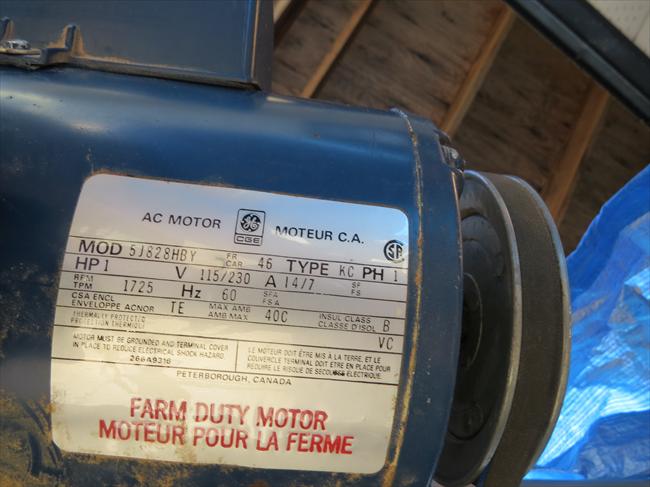 AC MOTOR GE CGE MOTEUR C.A.
MOD 5J828HBY FR CAR 46 TYPE KC PH 1
HP 1 V 115/230 A 14/7 SF FS
RPM TPM 1725 Hz 60 SFA FSA VC
CSA ENCL ENVELOPPE ACNOR TE MAX AMB AMB MAX 40C INSUL CLASS CLASSE D'ISOL B
THERMALLY PROTECTED
PROTECTION THERMIQUE
MOTOR MUST BE GROUNDED AND TERMINAL COVER
IN PLACE TO REDUCE ELECTRICAL SHOCK HAZARD.
266A9316
LE MOTEUR DOIT ÊTRE MIS À LA TERRE, ET LE
COUVERCLE TERMINAL DOIT ÊTRE EN PLACE POUR
RÉDUIRE LE RISQUE DE SECOUSSE ÉLECTRIQUE.
PETERBOROUGH, CANADA
FARM DUTY MOTOR
MOTEUR POUR LA FERME